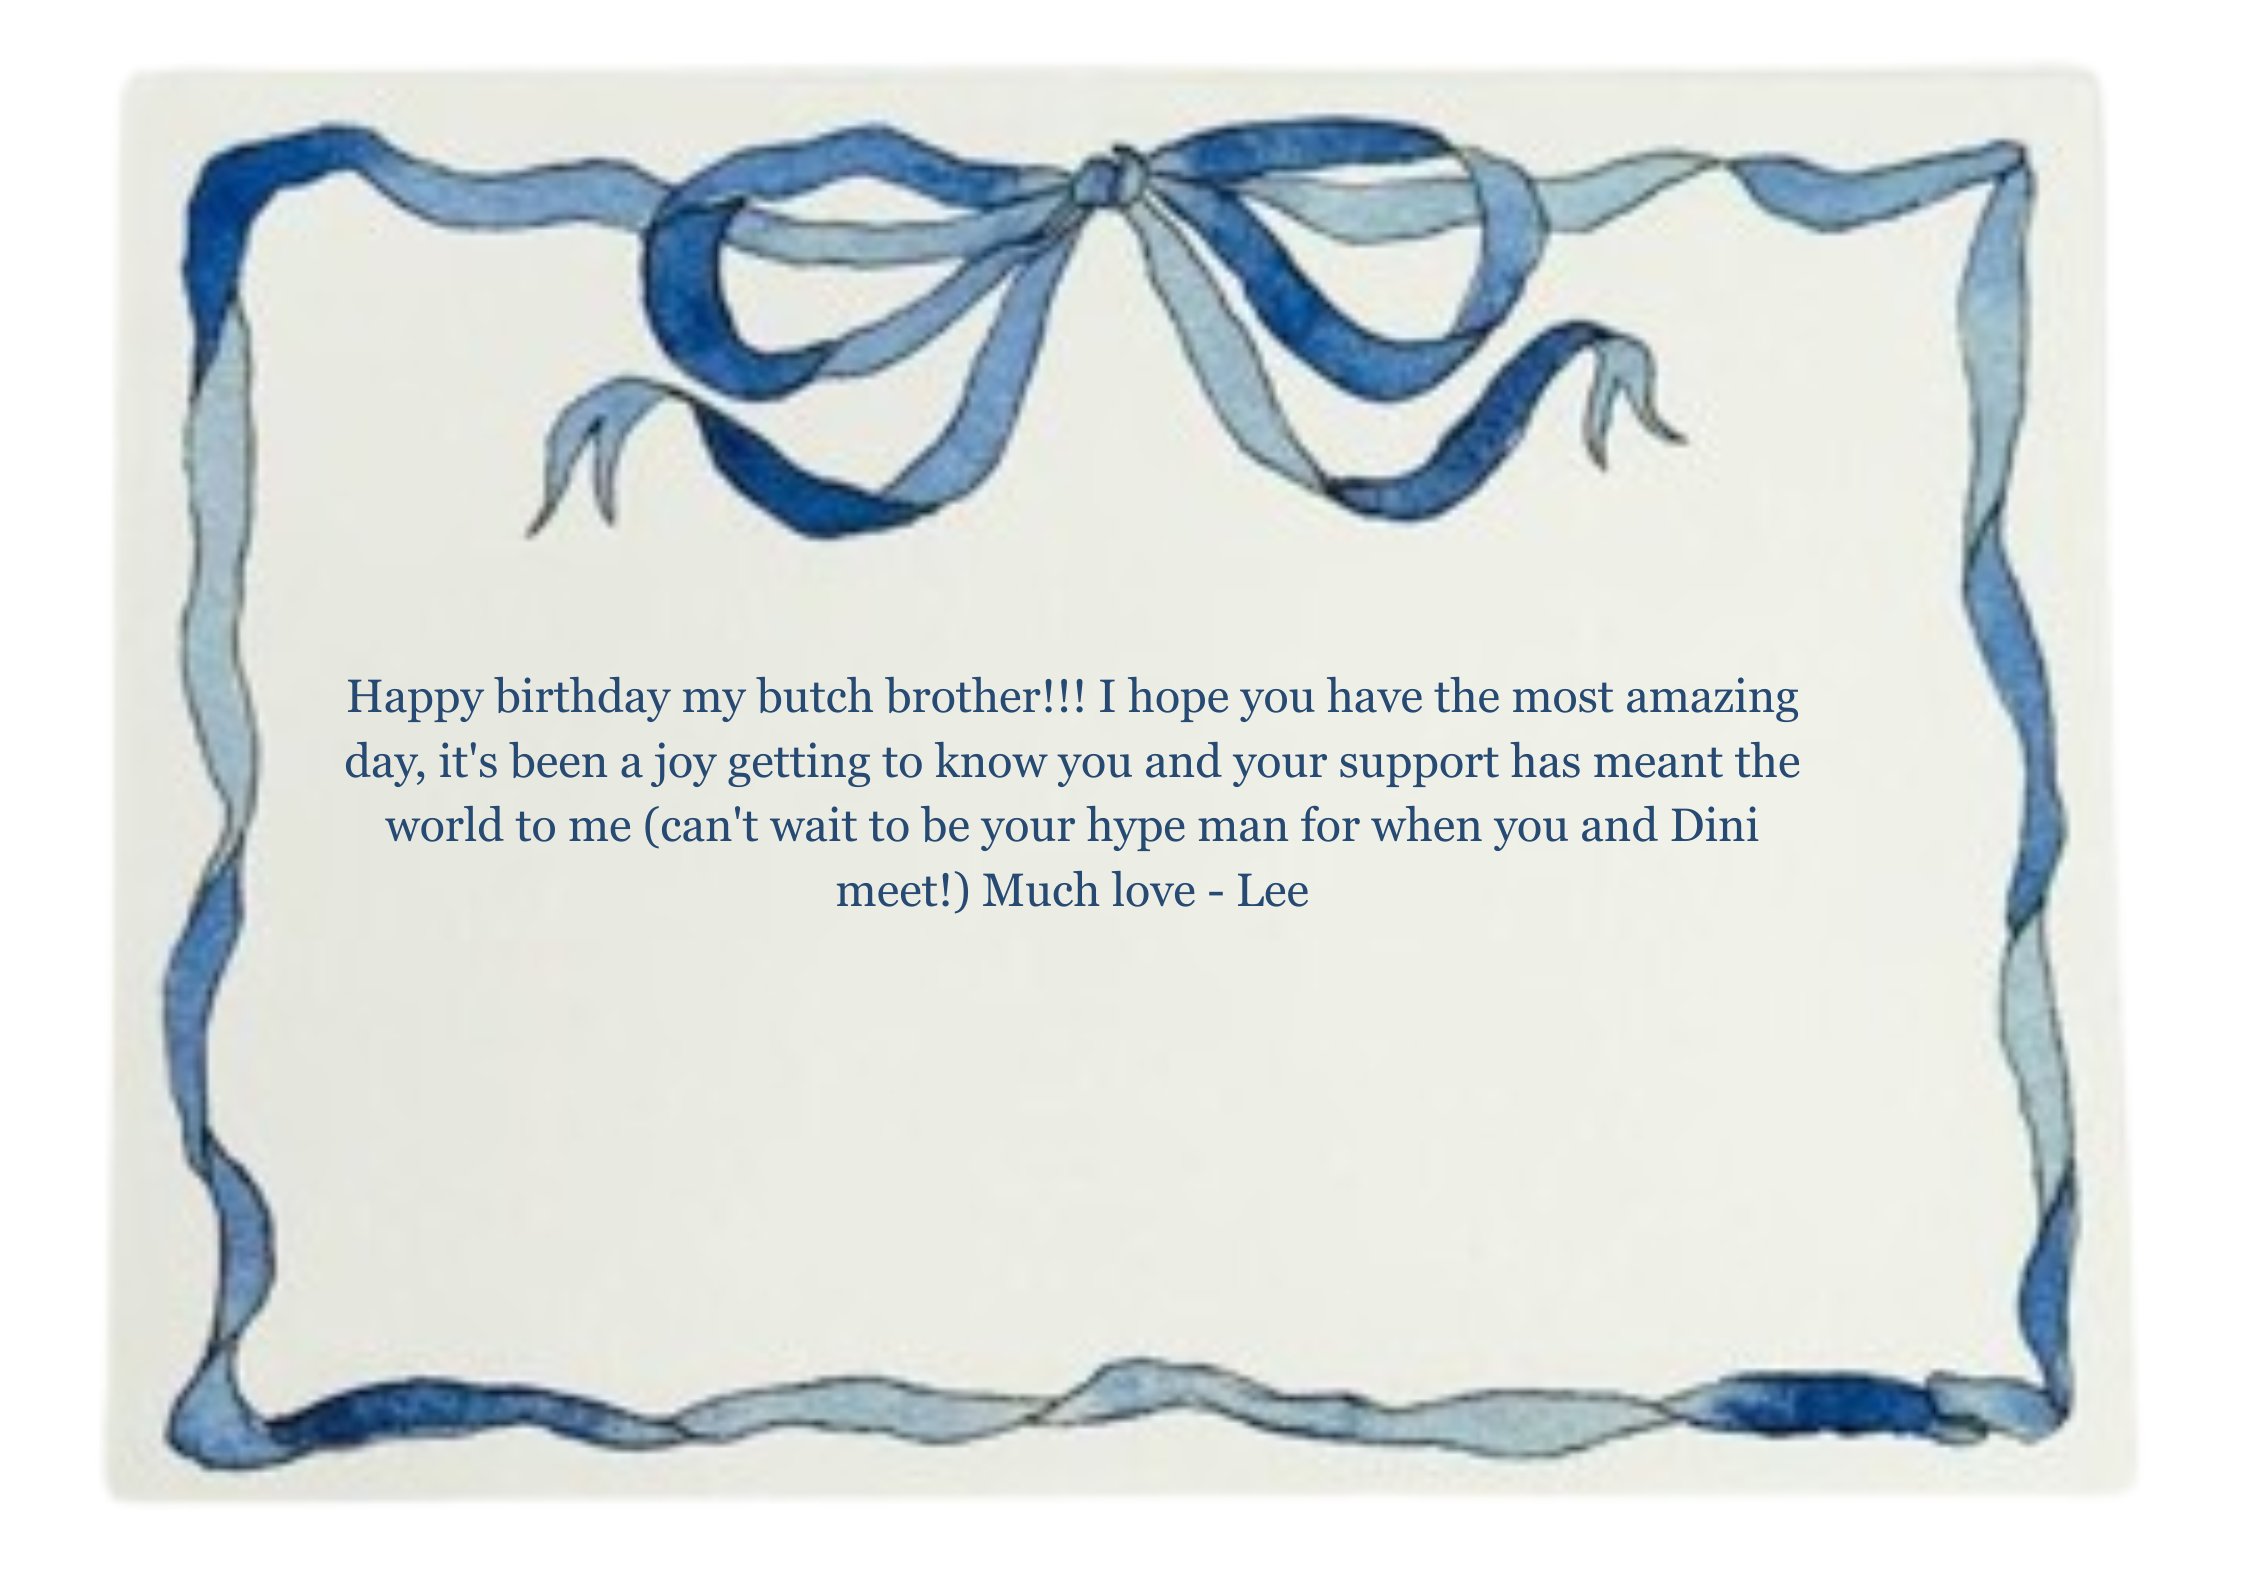 Happy birthday my butch brother!!! I hope you have the most amazing
day, it's been a joy getting to know you and your support has meant the
world to me (can't wait to be your hype man for when you and Dini
meet!) Much love - Lee